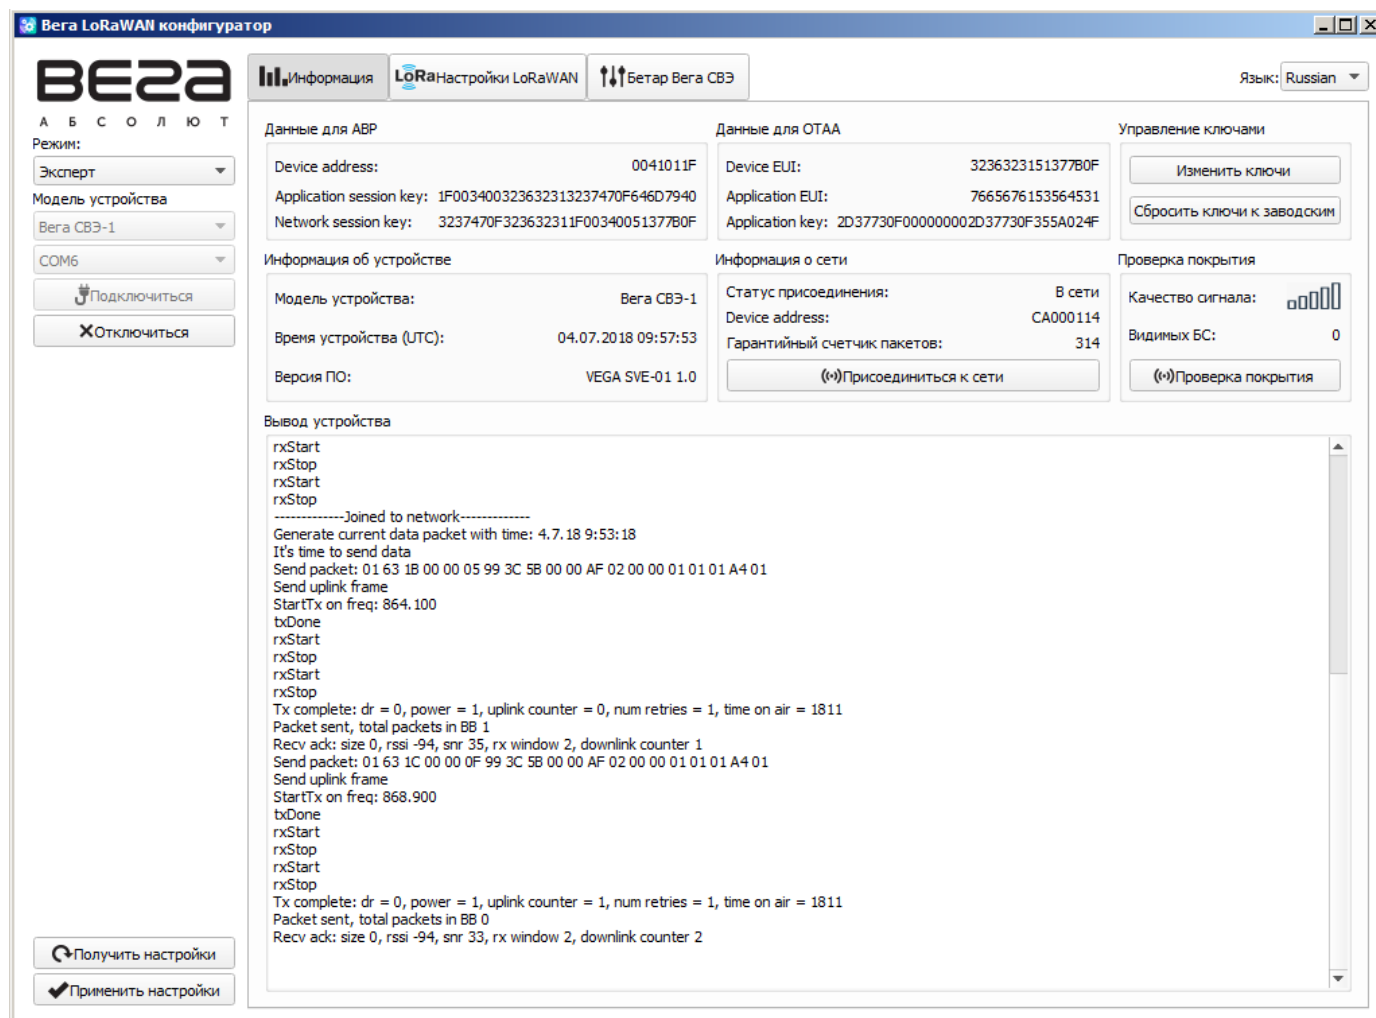 Вега LoRaWAN конфигуратор
ВЕГА
АБСОЛЮТ
Режим:
Эксперт
Модель устройства
Вега СВЭ-1
COM6
Подключиться
Отключиться
Получить настройки
Применить настройки
Информация
LoRa Настройки LoRaWAN
Бетар Вега СВЭ
Язык: Russian
Данные для ABP
Device address: 0041011F
Application session key: 1F003400323632313237470F646D7940
Network session key: 3237470F323632311F00340051377B0F
Данные для OTAA
Device EUI: 3236323151377B0F
Application EUI: 7665676153564531
Application key: 2D37730F000000002D37730F355A024F
Управление ключами
Изменить ключи
Сбросить ключи к заводским
Информация об устройстве
Модель устройства: Вега СВЭ-1
Время устройства (UTC): 04.07.2018 09:57:53
Версия ПО: VEGA SVE-01 1.0
Информация о сети
Статус присоединения: В сети
Device address: CA000114
Гарантийный счетчик пакетов: 314
Присоединиться к сети
Проверка покрытия
Качество сигнала:
Видимых БС: 0
Проверка покрытия
Вывод устройства
rxStart
rxStop
rxStart
rxStop
-------------Joined to network-------------
Generate current data packet with time: 4.7.18 9:53:18
It's time to send data
Send packet: 01 63 1B 00 00 05 99 3C 5B 00 00 AF 02 00 00 01 01 01 A4 01
Send uplink frame
StartTx on freq: 864.100
txDone
rxStart
rxStop
rxStart
rxStop
Tx complete: dr = 0, power = 1, uplink counter = 0, num retries = 1, time on air = 1811
Packet sent, total packets in BB 1
Recv ack: size 0, rssi -94, snr 35, rx window 2, downlink counter 1
Send packet: 01 63 1C 00 00 0F 99 3C 5B 00 00 AF 02 00 00 01 01 01 A4 01
Send uplink frame
StartTx on freq: 868.900
txDone
rxStart
rxStop
rxStart
rxStop
Tx complete: dr = 0, power = 1, uplink counter = 1, num retries = 1, time on air = 1811
Packet sent, total packets in BB 0
Recv ack: size 0, rssi -94, snr 33, rx window 2, downlink counter 2